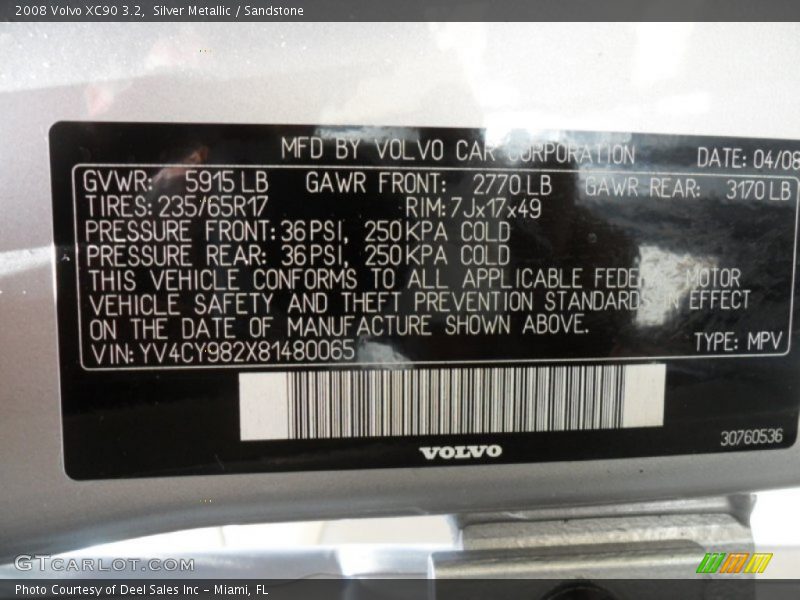 2008 Volvo XC90 3.2, Silver Metallic / Sandstone
MFD BY VOLVO CAR CORPORATION DATE: 04/08
GVWR: 5915 LB GAWR FRONT: 2770 LB GAWR REAR: 3170 LB
TIRES: 235/65R17 RIM: 7Jx17x49
PRESSURE FRONT: 36 PSI, 250 KPA COLD
PRESSURE REAR: 36 PSI, 250 KPA COLD
THIS VEHICLE CONFORMS TO ALL APPLICABLE FEDERAL MOTOR
VEHICLE SAFETY AND THEFT PREVENTION STANDARDS IN EFFECT
ON THE DATE OF MANUFACTURE SHOWN ABOVE.
VIN: YV4CY982X81480065 TYPE: MPV
VOLVO
30760536
GTCARLOT.COM
Photo Courtesy of Deel Sales Inc - Miami, FL